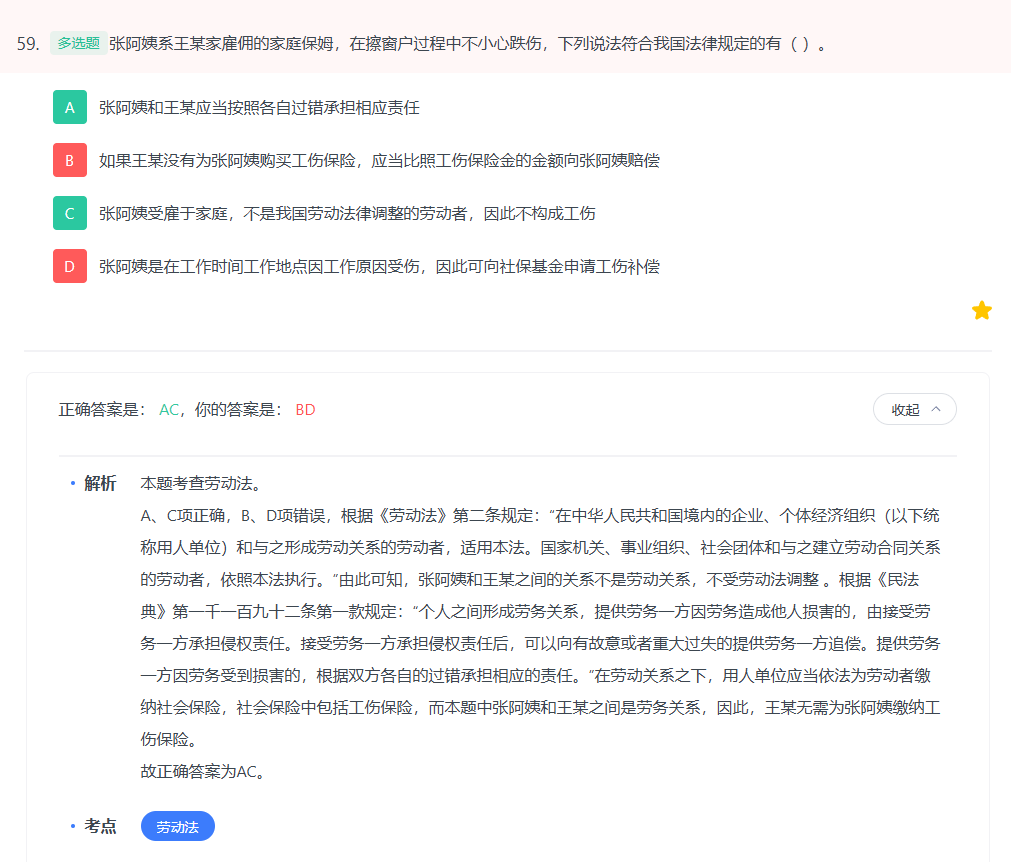 59. 多选题 张阿姨系王某家雇佣的家庭保姆，在擦窗户过程中不小心跌伤，下列说法符合我国法律规定的有（ ）。
A 张阿姨和王某应当按照各自过错承担相应责任
B 如果王某没有为张阿姨购买工伤保险，应当比照工伤保险金的金额向张阿姨赔偿
C 张阿姨受雇于家庭，不是我国劳动法律调整的劳动者，因此不构成工伤
D 张阿姨是在工作时间工作地点因工作原因受伤，因此可向社保基金申请工伤补偿
正确答案是： AC，你的答案是： BD
收起
解析 本题考查劳动法。
A、C项正确，B、D项错误，根据《劳动法》第二条规定：“在中华人民共和国境内的企业、个体经济组织（以下统
称用人单位）和与之形成劳动关系的劳动者，适用本法。国家机关、事业组织、社会团体和与之建立劳动合同关系
的劳动者，依照本法执行。”由此可知，张阿姨和王某之间的关系不是劳动关系，不受劳动法调整 。根据《民法
典》第一千一百九十二条第一款规定：“个人之间形成劳务关系，提供劳务一方因劳务造成他人损害的，由接受劳
务一方承担侵权责任。接受劳务一方承担侵权责任后，可以向有故意或者重大过失的提供劳务一方追偿。提供劳务
一方因劳务受到损害的，根据双方各自的过错承担相应的责任。”在劳动关系之下，用人单位应当依法为劳动者缴
纳社会保险，社会保险中包括工伤保险，而本题中张阿姨和王某之间是劳务关系，因此，王某无需为张阿姨缴纳工
伤保险。
故正确答案为AC。
考点 劳动法